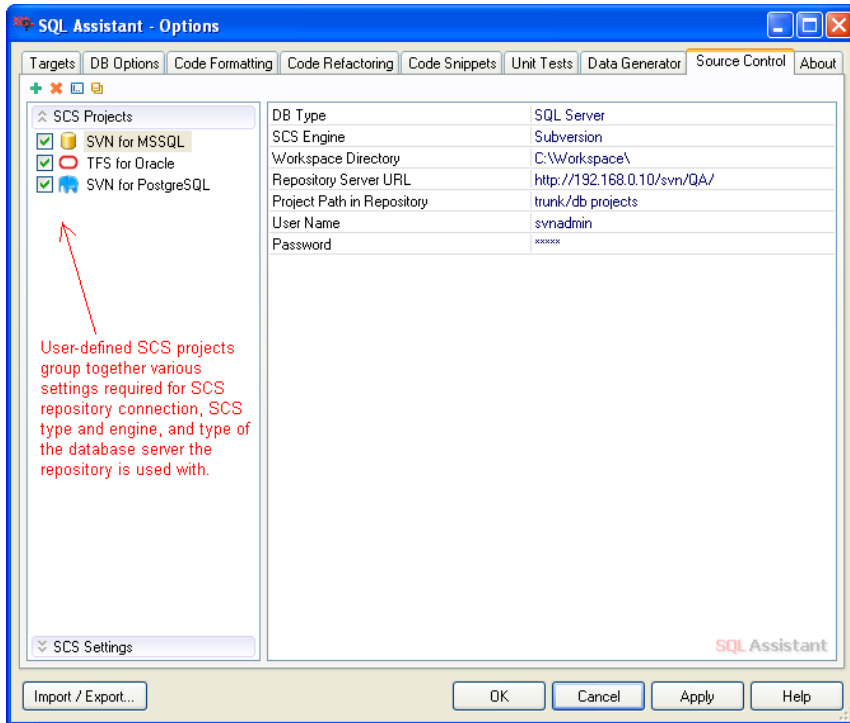 SQL Assistant - Options
Targets DB Options Code Formatting Code Refactoring Code Snippets Unit Tests Data Generator Source Control About
SCS Projects
SVN for MSSQL
TFS for Oracle
SVN for PostgreSQL
DB Type SQL Server
SCS Engine Subversion
Workspace Directory C:\Workspace\
Repository Server URL http://192.168.0.10/svn/QA/
Project Path in Repository trunk/db projects
User Name svnadmin
Password *****
User-defined SCS projects
group together various
settings required for SCS
repository connection, SCS
type and engine, and type of
the database server the
repository is used with.
SCS Settings
SQL Assistant
Import / Export... OK Cancel Apply Help